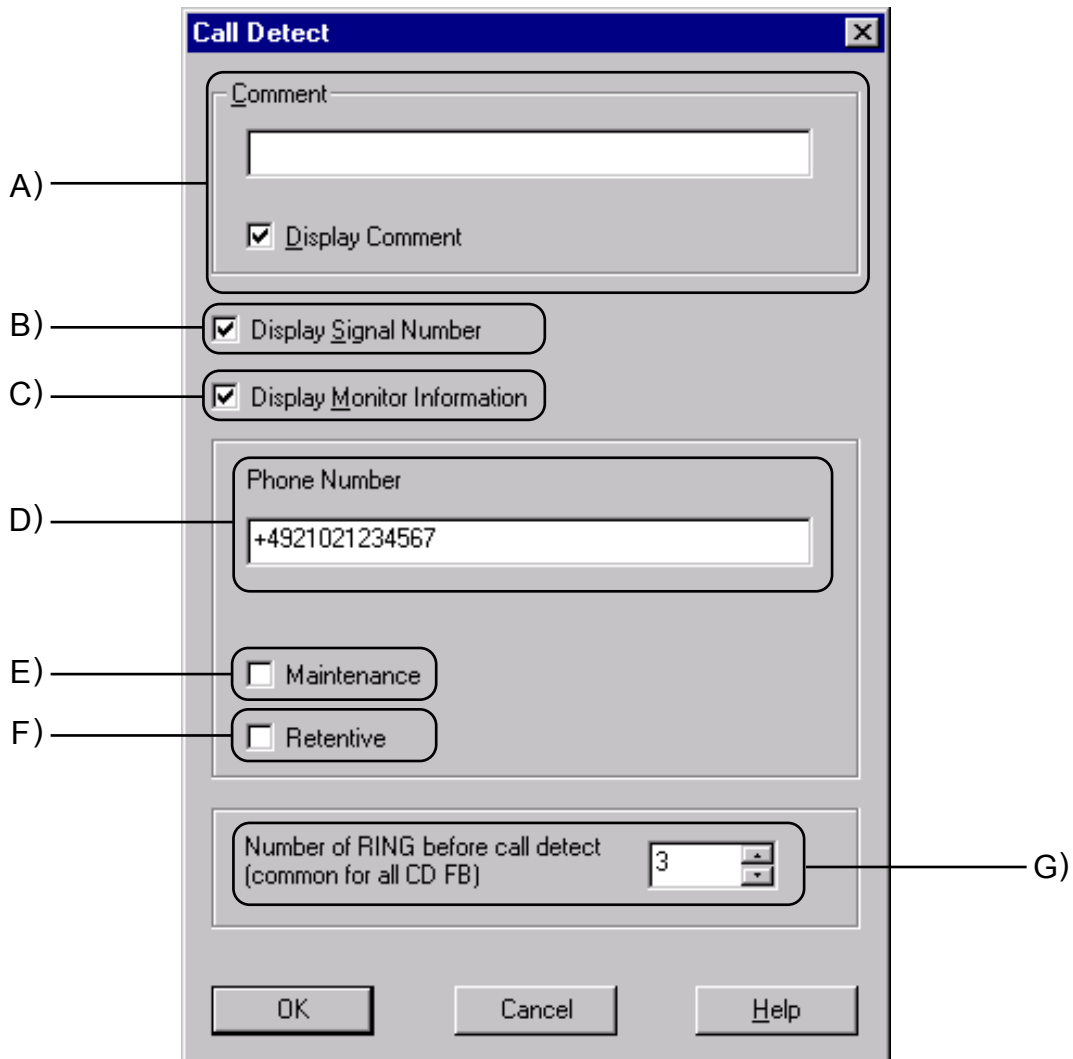 Call Detect
Comment
A)
Display Comment
B)
Display Signal Number
C)
Display Monitor Information
Phone Number
D)
+4921021234567
E)
Maintenance
F)
Retentive
Number of RING before call detect
(common for all CD FB)
3
G)
OK
Cancel
Help